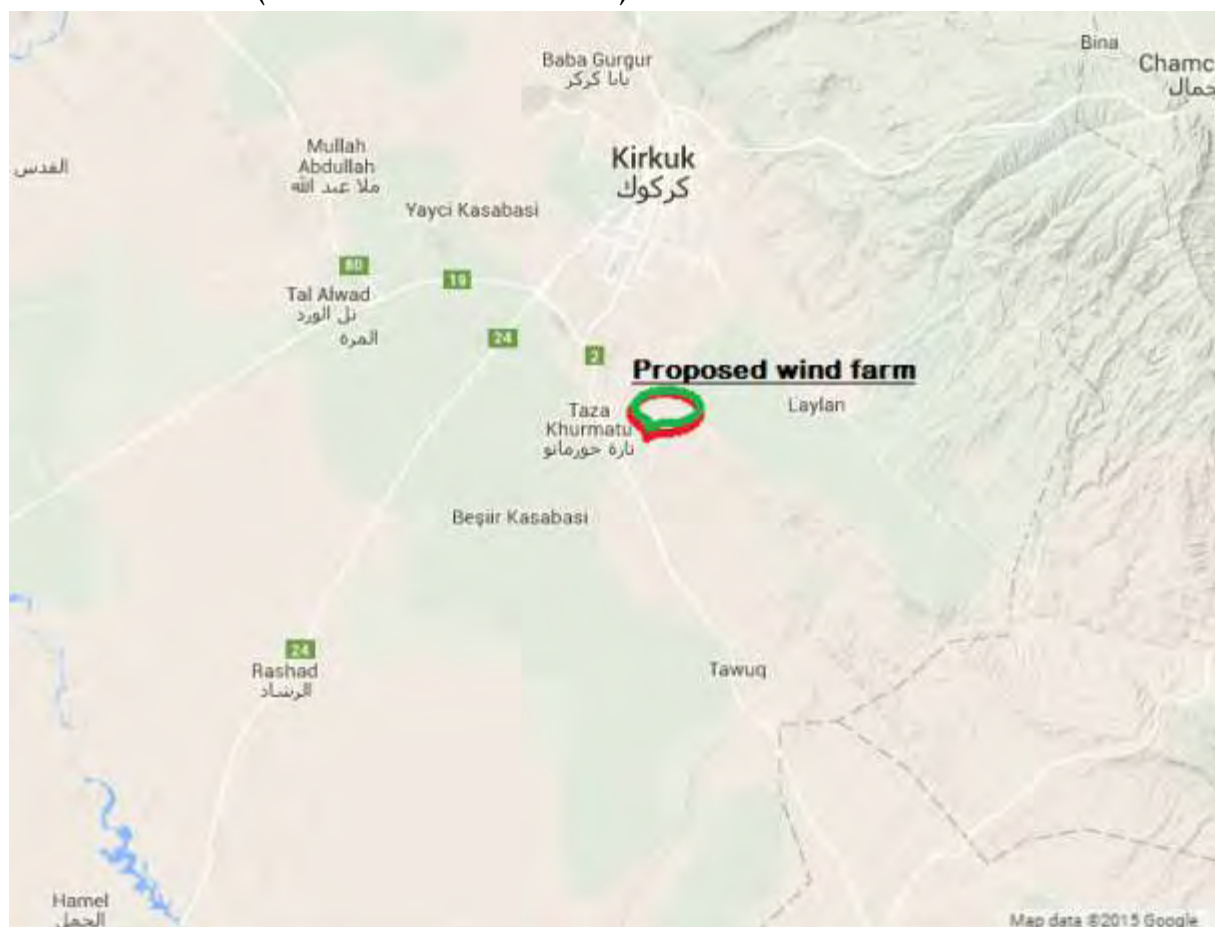 Bina
Baba Gurgur
بابا كركر
Chamc
جمال
Mullah
Abdullah
ملا عبد الله
القدس
Kirkuk
كركوك
Yayci Kasabasi
80
19
Tal Alwad
تل الورد
المرة
24
2
Proposed wind farm
Taza
Khurmatu
تازة خورماتو
Laylan
Beşiir Kasabasi
24
Rashad
الرشاد
Tawuq
Hamel
الحمل
Map data ©2015 Google